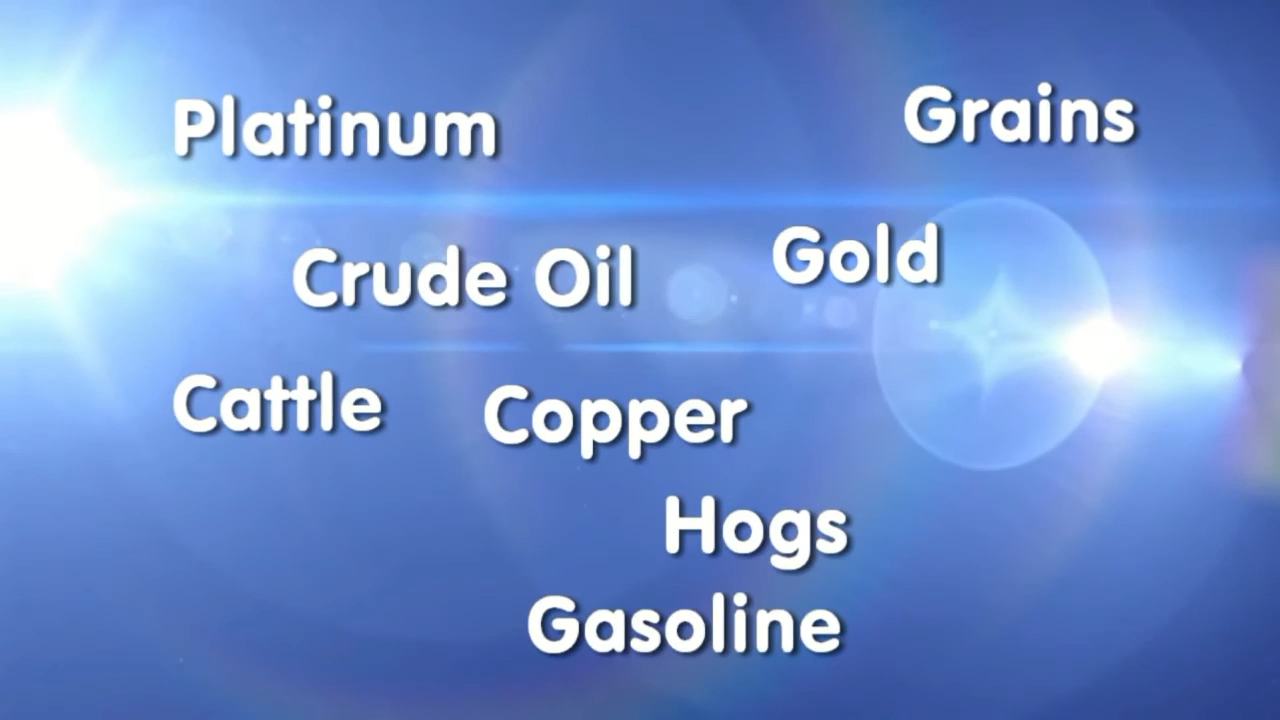 Platinum
Grains
Crude Oil
Gold
Cattle
Copper
Hogs
Gasoline